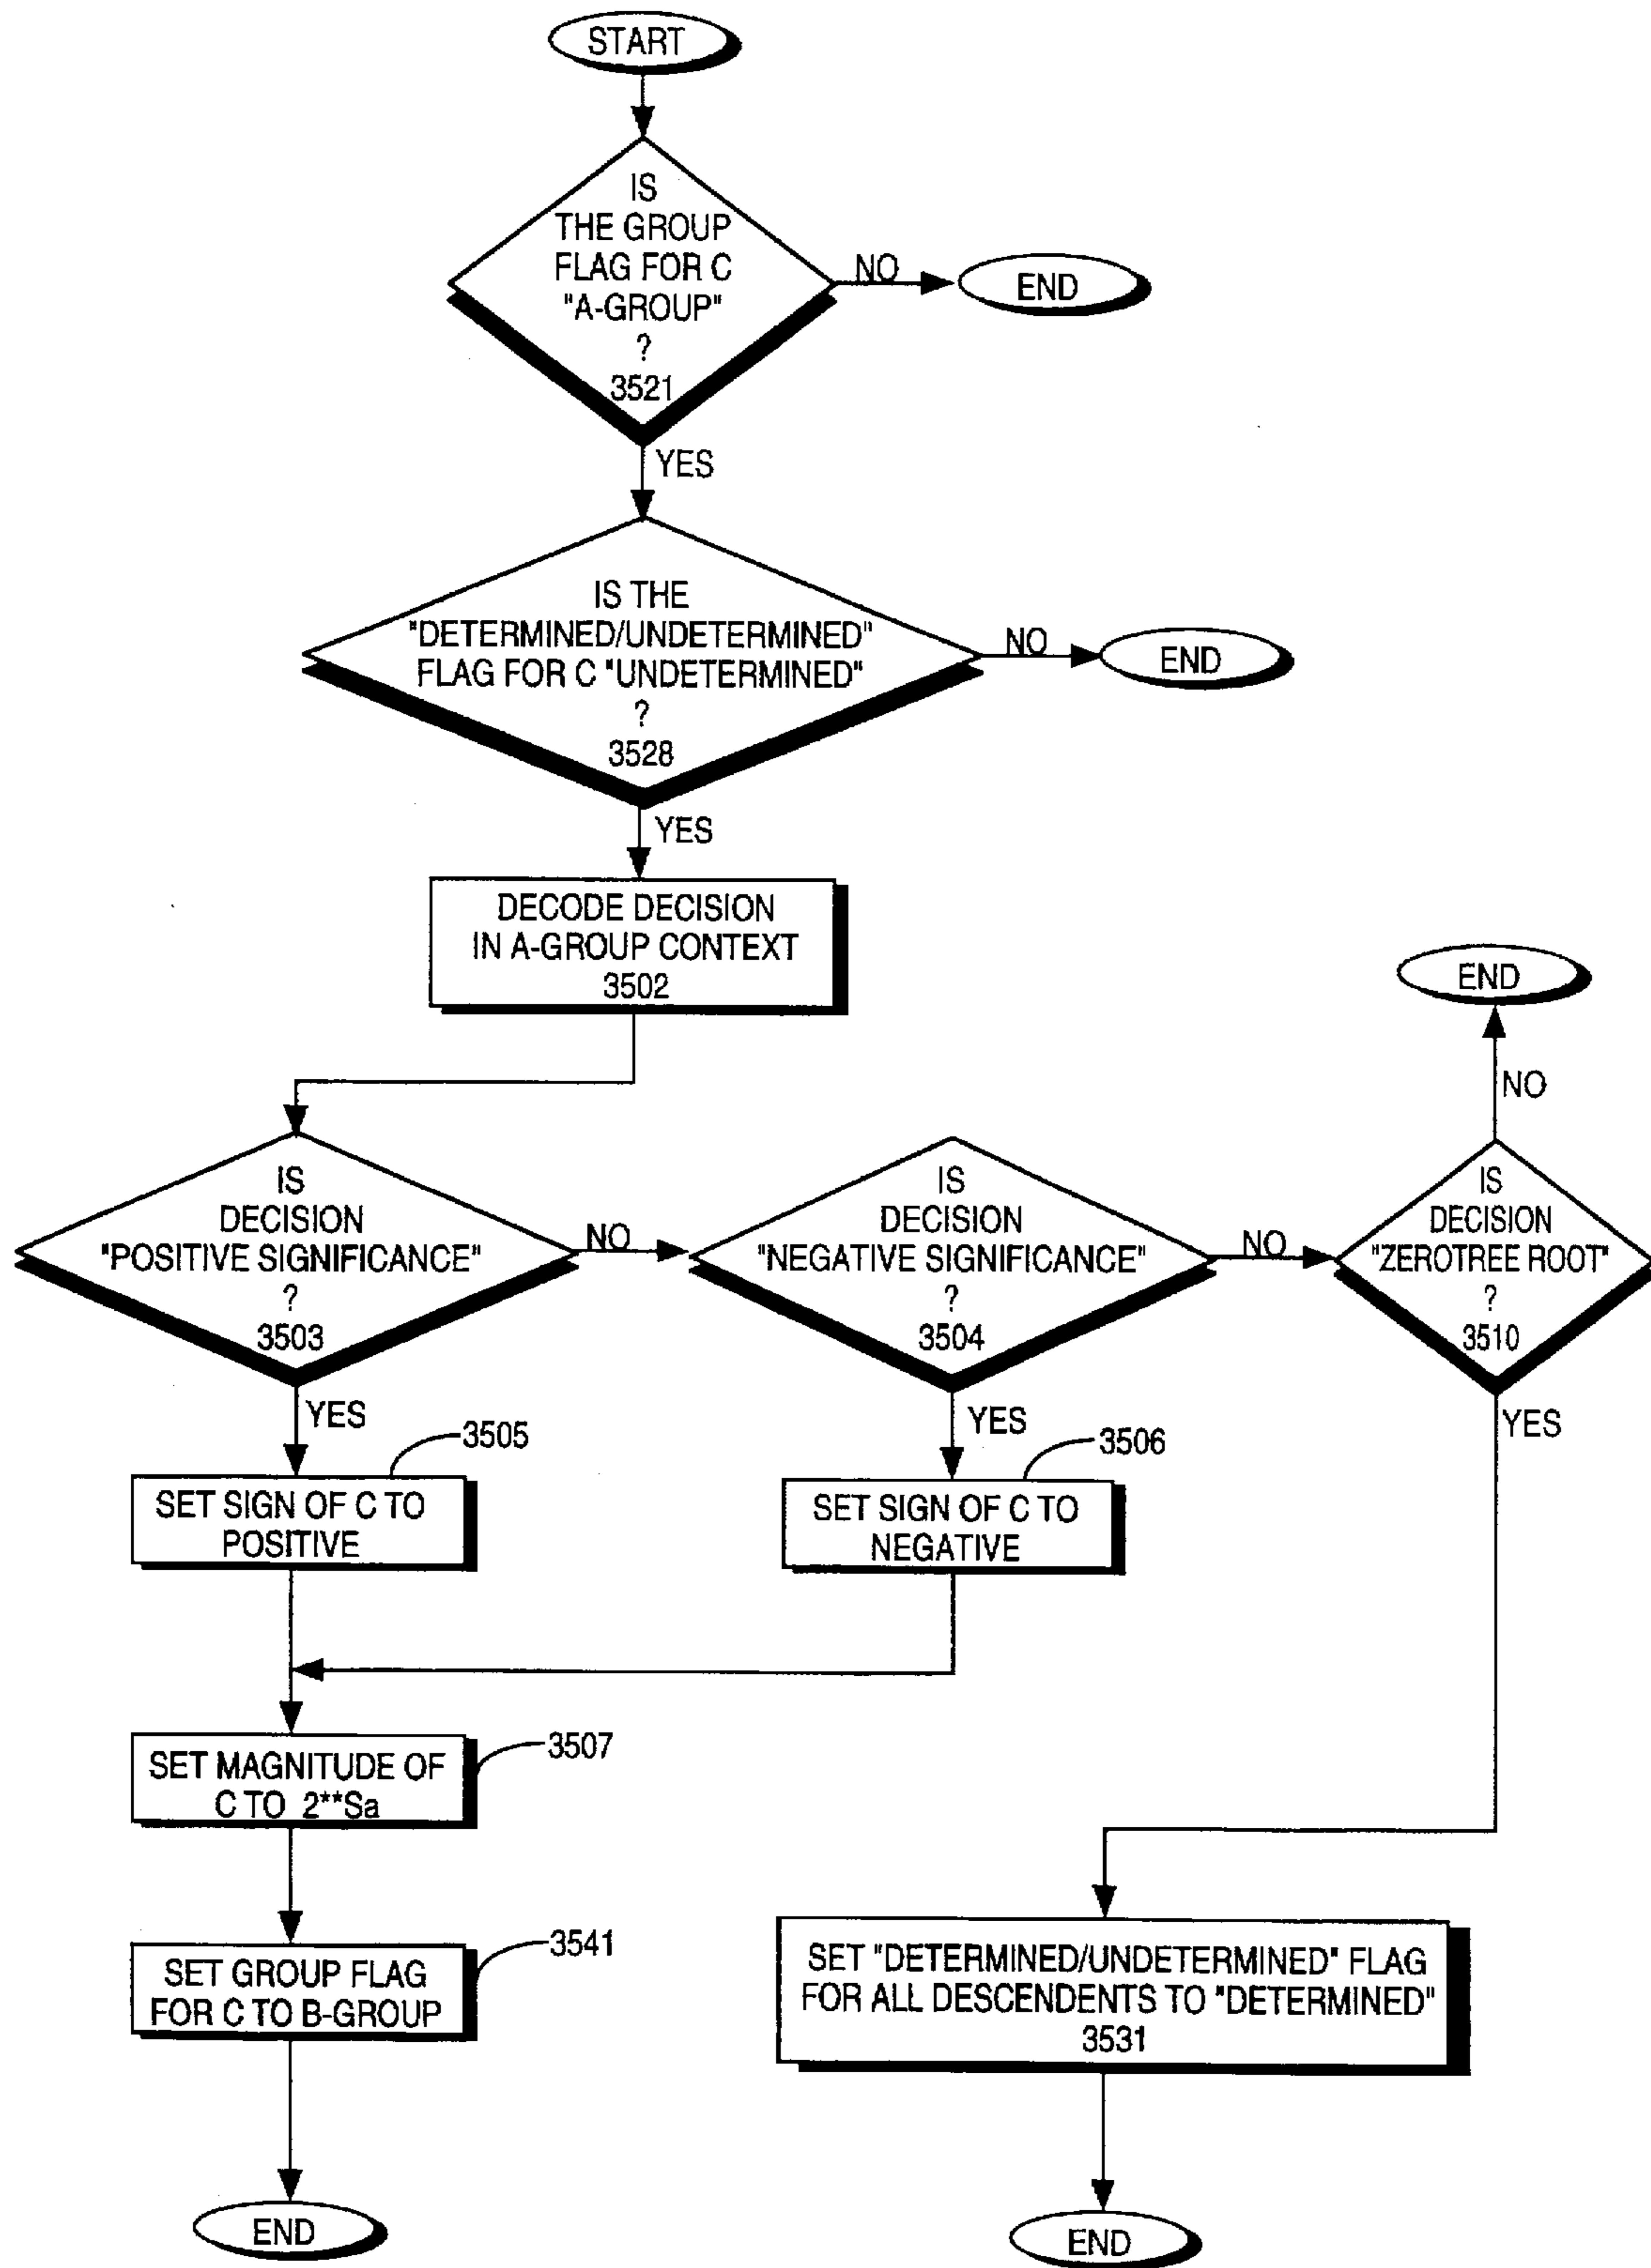 START
IS
THE GROUP
FLAG FOR C
"A-GROUP"
?
3521
NO
END
YES
IS THE
"DETERMINED/UNDETERMINED"
FLAG FOR C "UNDETERMINED"
?
3528
NO
END
YES
DECODE DECISION
IN A-GROUP CONTEXT
3502
END
NO
IS
DECISION
"POSITIVE SIGNIFICANCE"
?
3503
NO
IS
DECISION
"NEGATIVE SIGNIFICANCE"
?
3504
NO
IS
DECISION
"ZEROTREE ROOT"
?
3510
YES
3505
YES
3506
YES
SET SIGN OF C TO
POSITIVE
SET SIGN OF C TO
NEGATIVE
3507
SET MAGNITUDE OF
C TO 2**Sa
3541
SET GROUP FLAG
FOR C TO B-GROUP
SET "DETERMINED/UNDETERMINED" FLAG
FOR ALL DESCENDENTS TO "DETERMINED"
3531
END
END